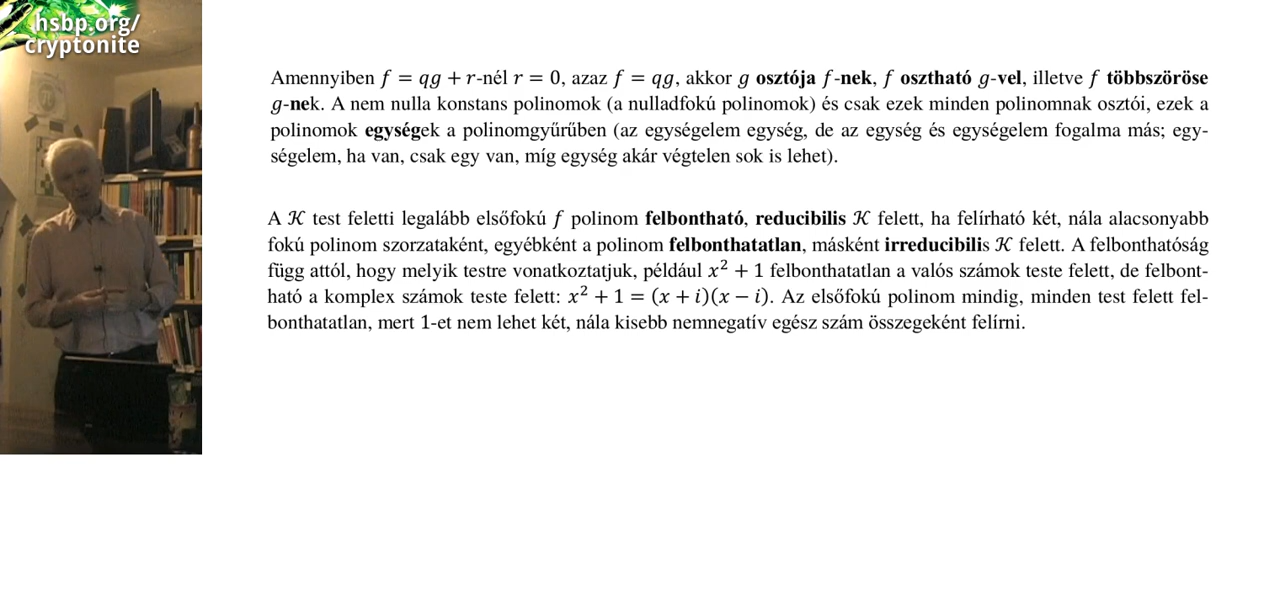 hsbp.org/
cryptonite
Amennyiben f = qg + r-nél r = 0, azaz f = qg, akkor g osztója f-nek, f osztható g-vel, illetve f többszöröse
g-nek. A nem nulla konstans polinomok (a nulladfokú polinomok) és csak ezek minden polinomnak osztói, ezek a
polinomok egységek a polinomgyűrűben (az egységelem egység, de az egység és egységelem fogalma más; egy-
ségelem, ha van, csak egy van, míg egység akár végtelen sok is lehet).
A 𝒦 test feletti legalább elsőfokú f polinom felbontható, reducibilis 𝒦 felett, ha felírható két, nála alacsonyabb
fokú polinom szorzataként, egyébként a polinom felbonthatatlan, másként irreducibilis 𝒦 felett. A felbonthatóság
függ attól, hogy melyik testre vonatkoztatjuk, például x² + 1 felbonthatatlan a valós számok teste felett, de felbont-
ható a komplex számok teste felett: x² + 1 = (x + i)(x − i). Az elsőfokú polinom mindig, minden test felett fel-
bonthatatlan, mert 1-et nem lehet két, nála kisebb nemnegatív egész szám összegeként felírni.